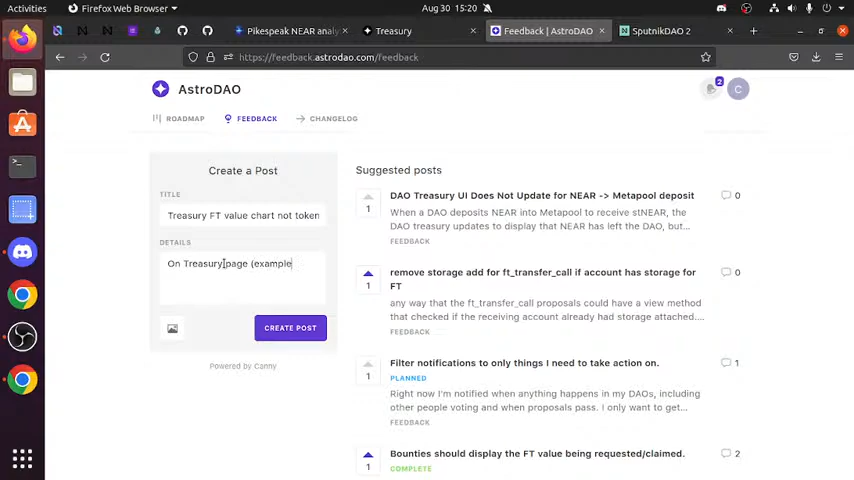 Activities
Firefox Web Browser
Aug 30 15:20
Pikespeak NEAR analy
Treasury
Feedback | AstroDAO
SputnikDAO 2
https://feedback.astrodao.com/feedback
AstroDAO
2
C
ROADMAP
FEEDBACK
CHANGELOG
Create a Post
TITLE
Treasury FT value chart not token
DETAILS
On Treasury page (example
CREATE POST
Powered by Canny
Suggested posts
1
DAO Treasury UI Does Not Update for NEAR -> Metapool deposit
0
When a DAO deposits NEAR into Metapool to receive stNEAR, the
DAO treasury updates to display that NEAR has left the DAO, but...
FEEDBACK
1
remove storage add for ft_transfer_call if account has storage for
FT
0
any way that the ft_transfer_call proposals could have a view method
that checked if the receiving account already had storage attached....
FEEDBACK
1
Filter notifications to only things I need to take action on.
1
PLANNED
Right now I'm notified when anything happens in my DAOs, including
other people voting and when proposals pass. I only want to get...
FEEDBACK
1
Bounties should display the FT value being requested/claimed.
2
COMPLETE